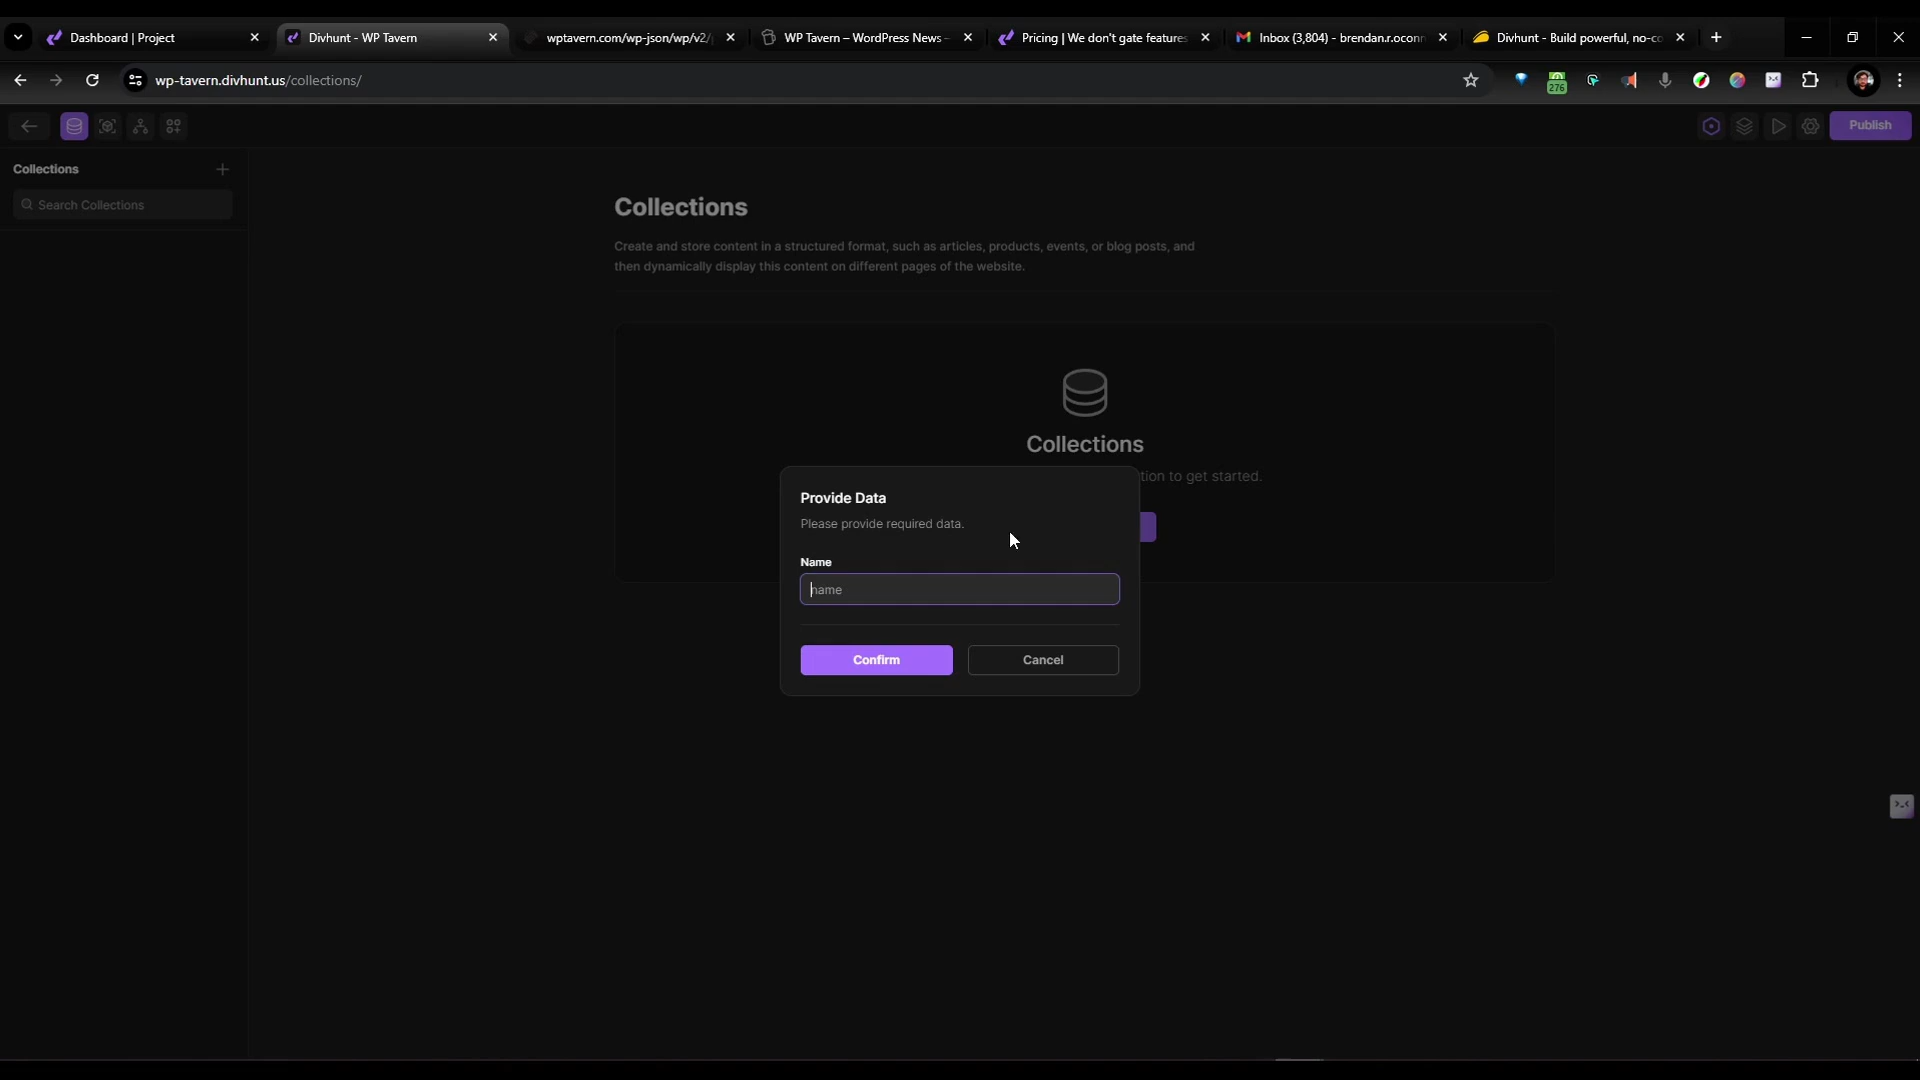 Dashboard | Project
Divhunt - WP Tavern
wptavern.com/wp-json/wp/v2/
WP Tavern – WordPress News
Pricing | We don't gate features
Inbox (3,804) - brendan.r.oconn
Divhunt - Build powerful, no-co
wp-tavern.divhunt.us/collections/
276
Publish
Collections
Search Collections
Collections
Create and store content in a structured format, such as articles, products, events, or blog posts, and
then dynamically display this content on different pages of the website.
Collections
tion to get started.
Provide Data
Please provide required data.
Name
name
Confirm
Cancel